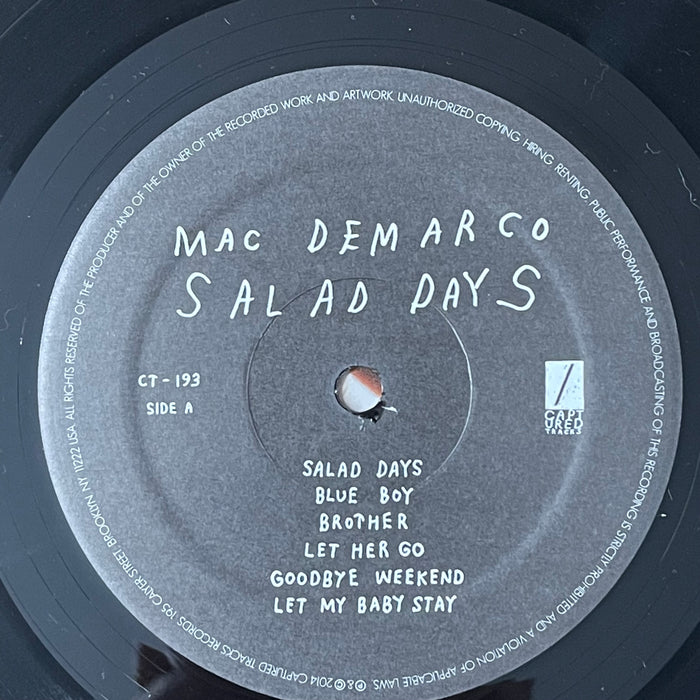 MAC DEMARCO
SALAD DAYS
CT-193
SIDE A
CAPT
URED
TRACKS
SALAD DAYS
BLUE BOY
BROTHER
LET HER GO
GOODBYE WEEKEND
LET MY BABY STAY
℗&© 2014 CAPTURED TRACKS RECORDS 195 CALYER STREET BROOKLYN NY 11222 USA. ALL RIGHTS RESERVED OF THE PRODUCER AND OF THE OWNER OF THE RECORDED WORK AND ARTWORK. UNAUTHORIZED COPYING, HIRING, RENTING, PUBLIC PERFORMANCE AND BROADCASTING OF THIS RECORDING IS STRICTLY PROHIBITED AND A VIOLATION OF APPLICABLE LAWS.